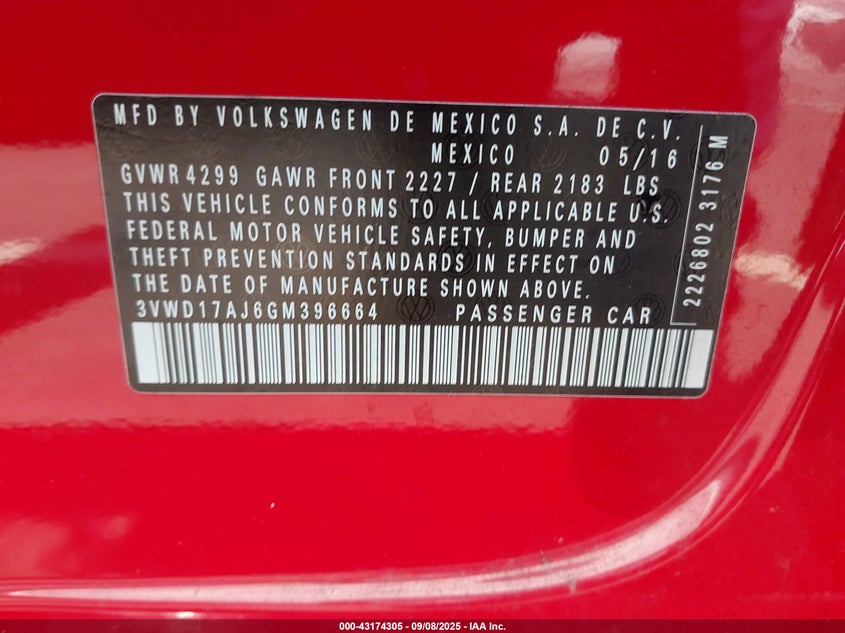 MFD BY VOLKSWAGEN DE MEXICO S.A. DE C.V.
MEXICO 05/16
GVWR 4299 GAWR FRONT 2227 / REAR 2183 LBS
THIS VEHICLE CONFORMS TO ALL APPLICABLE U.S.
FEDERAL MOTOR VEHICLE SAFETY, BUMPER AND
THEFT PREVENTION STANDARDS IN EFFECT ON
THE DATE OF MANUFACTURE SHOWN ABOVE.
3VWD17AJ6GM396664 PASSENGER CAR
2226802 3176 M
000-43174305 - 09/08/2025 - IAA Inc.